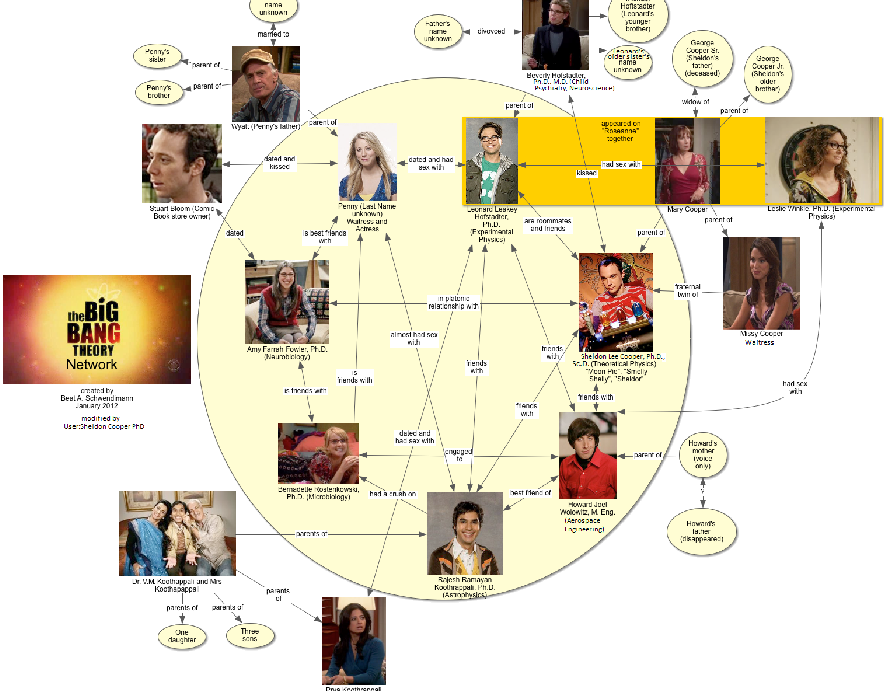 name
unknown
married to
Penny's
sister
parent of
Penny's
brother
parent of
Wyatt (Penny's father)
parent of
Father's
name
unknown
divoved
Hofstadter
(Leonard's
younger
brother)
older sister's
name
unknown
Beverly Hofstadter,
Ph.D., M.D. (Child
Psychiatry, Neuroscience)
parent of
George
Cooper Sr.
(Sheldon's
father)
(deceased)
George
Cooper Jr.
(Sheldon's
older
brother)
widow of
parent of
appeared on
"Roseanne"
together
dated and
kissed
dated and had
sex with
kissed
had sex with
Stuart Bloom (Comic
Book store owner)
Penny (Last Name
unknown)
Waitress and
Actress
Leonard Leakey
Hofstadter,
Ph.D.
(Experimental
Physics)
Mary Cooper
Leslie Winkle, Ph.D. (Experimental
Physics)
dated
is best friends
with
are roommates
and friends
parent of
parent of
in platonic
relationship with
fraternal
twin of
Missy Cooper
Waitress
the BIG
BANG
THEORY
Network
created by
Beat A. Schwendimann
January 2012
modified by
User:Sheldon Cooper PhD
Amy Farrah Fowler, Ph.D.
(Neurobiology)
almost had sex
with
Sheldon Lee Cooper, Ph.D.,
Sc.D. (Theoretical Physics)
"Moon Pie", "Smelly
Shelly", "Sheldor"
is friends with
is
friends with
friends
with
friends
with
friends with
friends
with
had sex
with
dated and
had sex with
engaged
to
parent of
Howard's
mother
(voice
only)
?
Howard's
father
(disappeared)
Bernadette Rostenkowski,
Ph.D. (Microbiology)
had a crush on
best friend of
Howard Joel
Wolowitz, M. Eng.
(Aerospace
Engineering)
parents of
Rajesh Ramayan
Koothrappali, Ph.D.
(Astrophysics)
Dr. V.M. Koothappali and Mrs
Koothapappali
parents of
parents of
parents
of
One
daughter
Three
sons
Priya Koothrappali